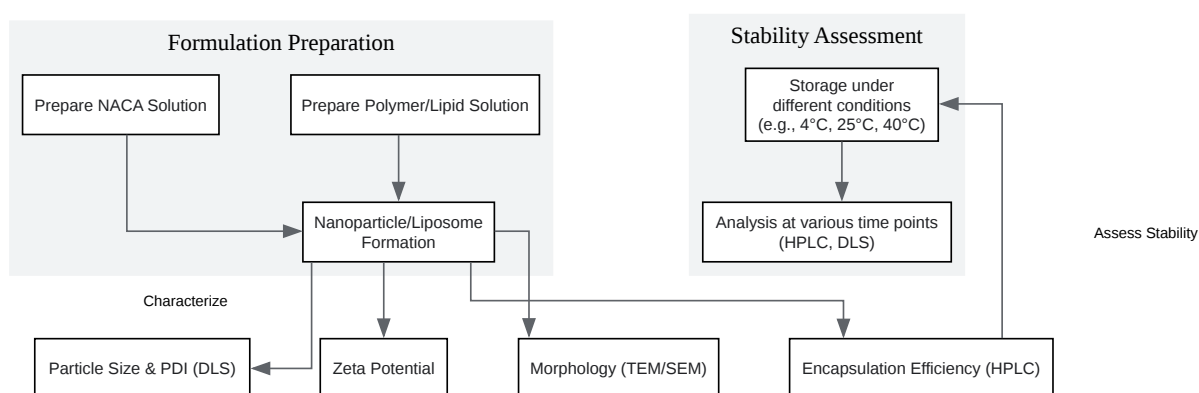 Formulation Preparation
Stability Assessment
Prepare NACA Solution
Prepare Polymer/Lipid Solution
Storage under
different conditions
(e.g., 4°C, 25°C, 40°C)
Nanoparticle/Liposome
Formation
Analysis at various time points
(HPLC, DLS)
Assess Stability
Characterize
Particle Size & PDI (DLS)
Zeta Potential
Morphology (TEM/SEM)
Encapsulation Efficiency (HPLC)